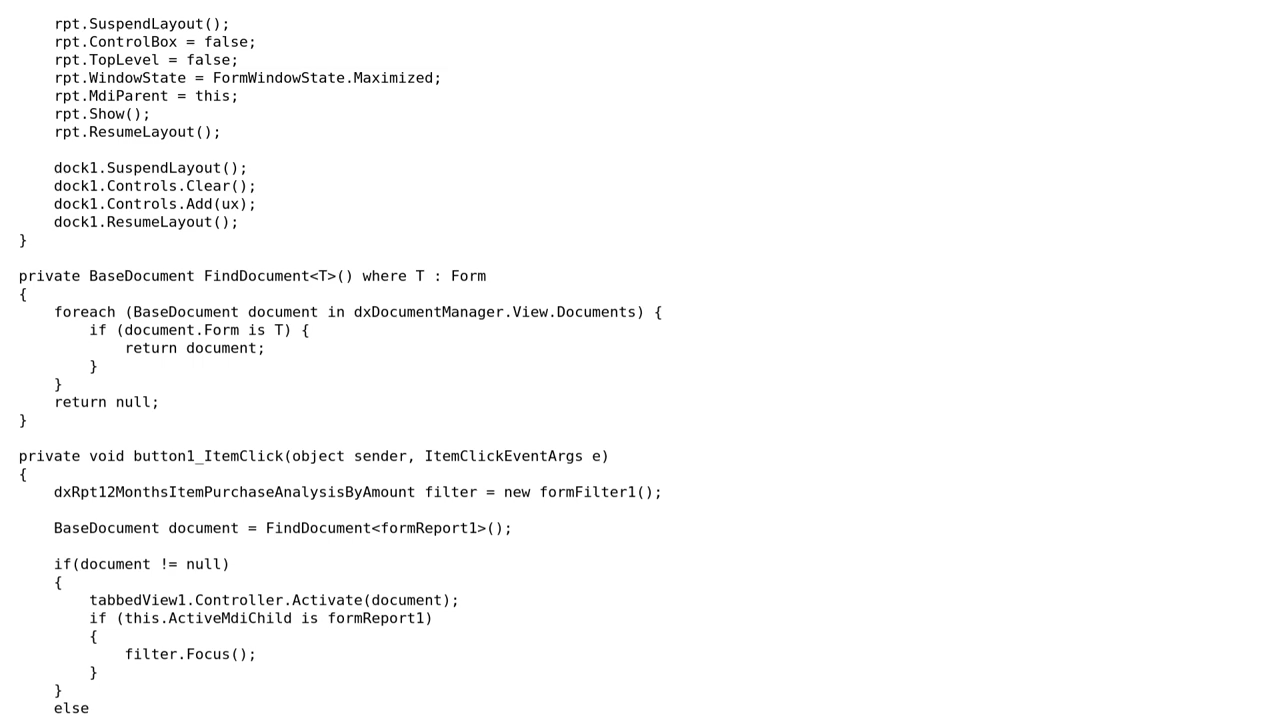 rpt.SuspendLayout();
rpt.ControlBox = false;
rpt.TopLevel = false;
rpt.WindowState = FormWindowState.Maximized;
rpt.MdiParent = this;
rpt.Show();
rpt.ResumeLayout();

dock1.SuspendLayout();
dock1.Controls.Clear();
dock1.Controls.Add(ux);
dock1.ResumeLayout();
}

private BaseDocument FindDocument<T>() where T : Form
{
    foreach (BaseDocument document in dxDocumentManager.View.Documents) {
        if (document.Form is T) {
            return document;
        }
    }
    return null;
}

private void button1_ItemClick(object sender, ItemClickEventArgs e)
{
    dxRpt12MonthsItemPurchaseAnalysisByAmount filter = new formFilter1();

    BaseDocument document = FindDocument<formReport1>();

    if(document != null)
    {
        tabbedView1.Controller.Activate(document);
        if (this.ActiveMdiChild is formReport1)
        {
            filter.Focus();
        }
    }
    else